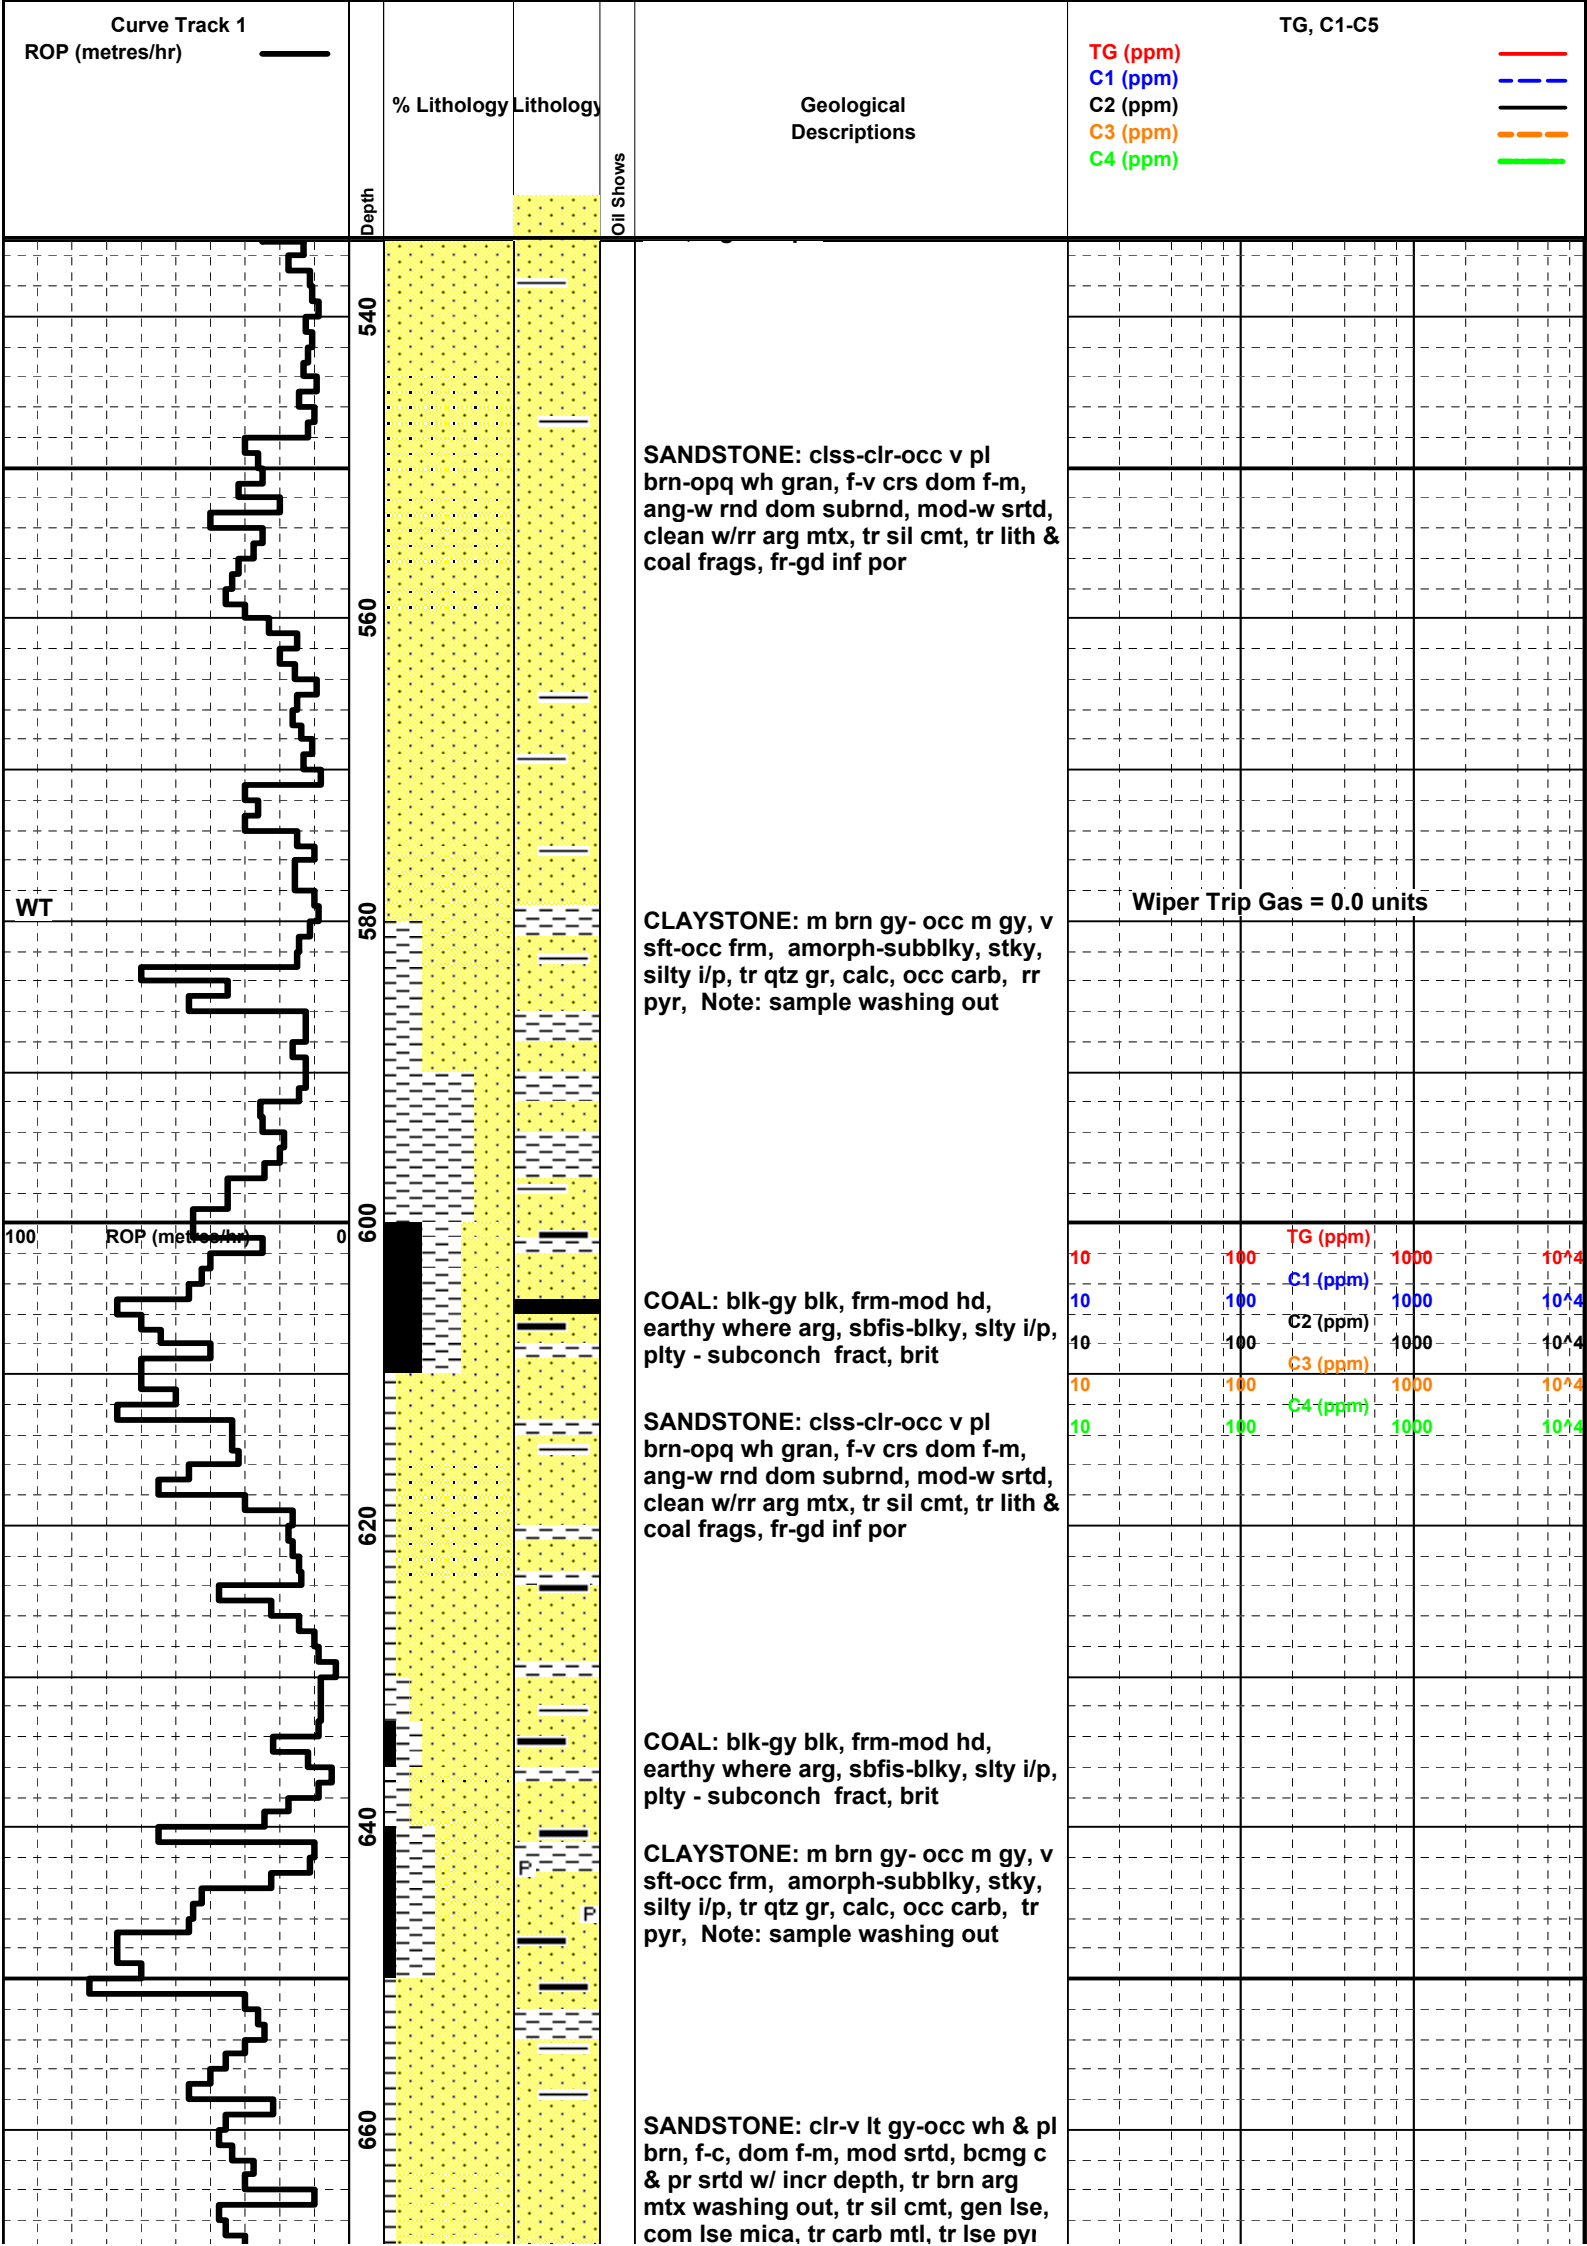 Curve Track 1
ROP (metres/hr)
Depth
% Lithology
Lithology
Oil Shows
Geological
Descriptions
TG, C1-C5
TG (ppm)
C1 (ppm)
C2 (ppm)
C3 (ppm)
C4 (ppm)
540
SANDSTONE: clss-clr-occ v pl
brn-opq wh gran, f-v crs dom f-m,
ang-w rnd dom subrnd, mod-w srtd,
clean w/rr arg mtx, tr sil cmt, tr lith &
coal frags, fr-gd inf por
560
WT
580
CLAYSTONE: m brn gy- occ m gy, v
sft-occ frm, amorph-subblky, stky,
silty i/p, tr qtz gr, calc, occ carb, rr
pyr, Note: sample washing out
Wiper Trip Gas = 0.0 units
600
100 ROP (metres/hr) 0
TG (ppm)
10 100 1000 10^4
C1 (ppm)
10 100 1000 10^4
C2 (ppm)
10 100 1000 10^4
C3 (ppm)
10 100 1000 10^4
C4 (ppm)
10 100 1000 10^4
COAL: blk-gy blk, frm-mod hd,
earthy where arg, sbfis-blky, slty i/p,
plty - subconch fract, brit
SANDSTONE: clss-clr-occ v pl
brn-opq wh gran, f-v crs dom f-m,
ang-w rnd dom subrnd, mod-w srtd,
clean w/rr arg mtx, tr sil cmt, tr lith &
coal frags, fr-gd inf por
620
COAL: blk-gy blk, frm-mod hd,
earthy where arg, sbfis-blky, slty i/p,
plty - subconch fract, brit
640
P
P
CLAYSTONE: m brn gy- occ m gy, v
sft-occ frm, amorph-subblky, stky,
silty i/p, tr qtz gr, calc, occ carb, tr
pyr, Note: sample washing out
660
SANDSTONE: clr-v lt gy-occ wh & pl
brn, f-c, dom f-m, mod srtd, bcmg c
& pr srtd w/ incr depth, tr brn arg
mtx washing out, tr sil cmt, gen lse,
com lse mica, tr carb mtl, tr lse pyr